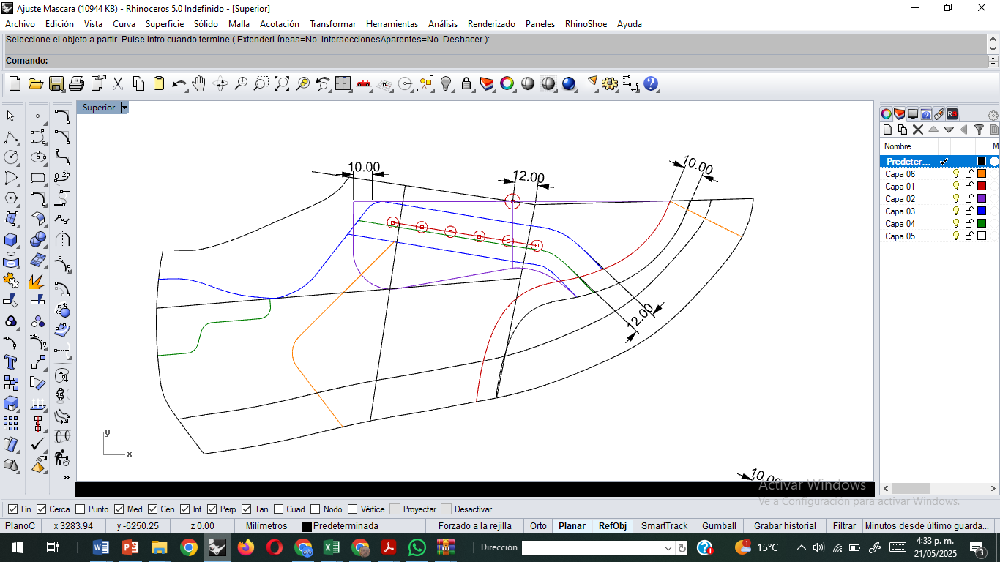 Ajuste Mascara (10944 KB) - Rhinoceros 5.0 Indefinido - [Superior]
Archivo Edición Vista Curva Superficie Sólido Malla Acotación Transformar Herramientas Análisis Renderizado Paneles RhinoShoe Ayuda
Seleccione el objeto a partir. Pulse Intro cuando termine ( ExtenderLíneas=No InterseccionesAparentes=No Deshacer ):
Comando:
Superior
Nombre M
Predeter...
Capa 06
Capa 01
Capa 02
Capa 03
Capa 04
Capa 05
10.00
12.00
10.00
12.00
y
x
10.00
Activar Windows
Ve a Configuración para activar Windows.
Fin Cerca Punto Med Cen Int Perp Tan Cuad Nodo Vértice Proyectar Desactivar
PlanoC x 3283.94 y -6250.25 z 0.00 Milímetros Predeterminada Forzado a la rejilla Orto Planar RefObj SmartTrack Gumball Grabar historial Filtrar Minutos desde último guarda...
Dirección 15°C 4:33 p. m.
21/05/2025
3